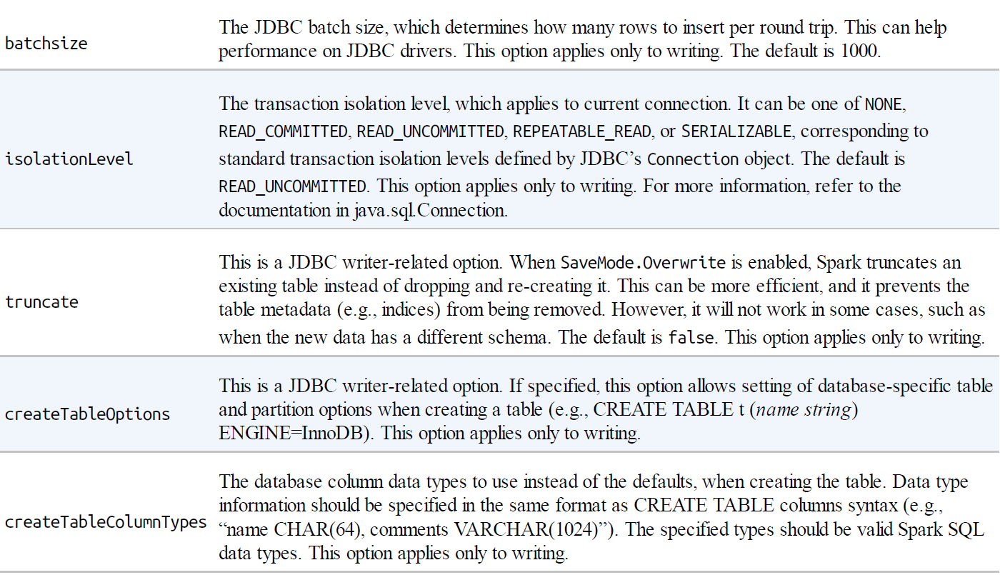 batchsize
The JDBC batch size, which determines how many rows to insert per round trip. This can help
performance on JDBC drivers. This option applies only to writing. The default is 1000.
isolationLevel
The transaction isolation level, which applies to current connection. It can be one of NONE,
READ_COMMITTED, READ_UNCOMMITTED, REPEATABLE_READ, or SERIALIZABLE, corresponding to
standard transaction isolation levels defined by JDBC’s Connection object. The default is
READ_UNCOMMITTED. This option applies only to writing. For more information, refer to the
documentation in java.sql.Connection.
truncate
This is a JDBC writer-related option. When SaveMode.Overwrite is enabled, Spark truncates an
existing table instead of dropping and re-creating it. This can be more efficient, and it prevents the
table metadata (e.g., indices) from being removed. However, it will not work in some cases, such as
when the new data has a different schema. The default is false. This option applies only to writing.
createTableOptions
This is a JDBC writer-related option. If specified, this option allows setting of database-specific table
and partition options when creating a table (e.g., CREATE TABLE t (name string)
ENGINE=InnoDB). This option applies only to writing.
createTableColumnTypes
The database column data types to use instead of the defaults, when creating the table. Data type
information should be specified in the same format as CREATE TABLE columns syntax (e.g.,
“name CHAR(64), comments VARCHAR(1024)”). The specified types should be valid Spark SQL
data types. This option applies only to writing.